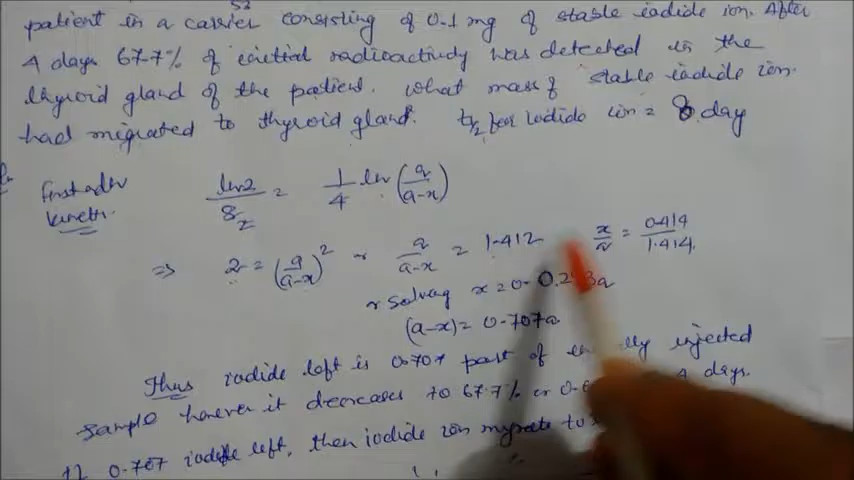 patient in a carrier consisting of 0.1 mg of stable iodide ion. After
4 days 67.7% of initial radioactivity was detected in the
thyroid gland of the patient. What mass of stable iodide ion
had migrated to thyroid gland. t1/2 for iodide ion = 8 day
First order kinetic
ln2/8 = 1/4 ln (a/(a-x))
⇒ 2 = (a/(a-x))^2 a/(a-x) = 1.412 x/a = 0.414/1.414
solving x = 0.
(a-x) = 0.707a
Thus iodide left is 0.707 part of injected
sample however it decreases to 67.7% or days.
If 0.707 iodide left, then iodide ion migrate to